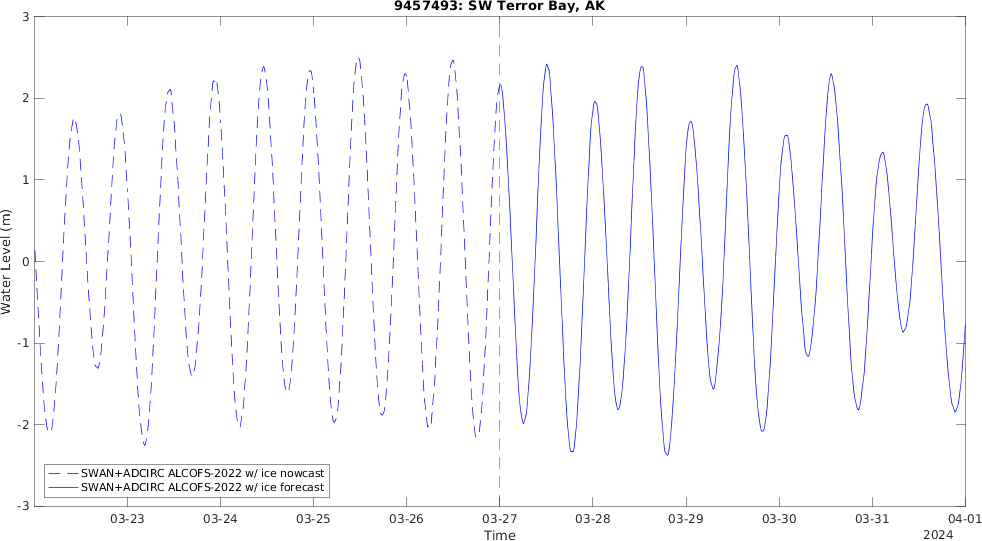 9457493: SW Terror Bay, AK
3
2
1
0
-1
-2
-3
Water Level (m)
SWAN+ADCIRC ALCOFS-2022 w/ ice nowcast
SWAN+ADCIRC ALCOFS-2022 w/ ice forecast
03-23 03-24 03-25 03-26 03-27 03-28 03-29 03-30 03-31 04-01
Time
2024